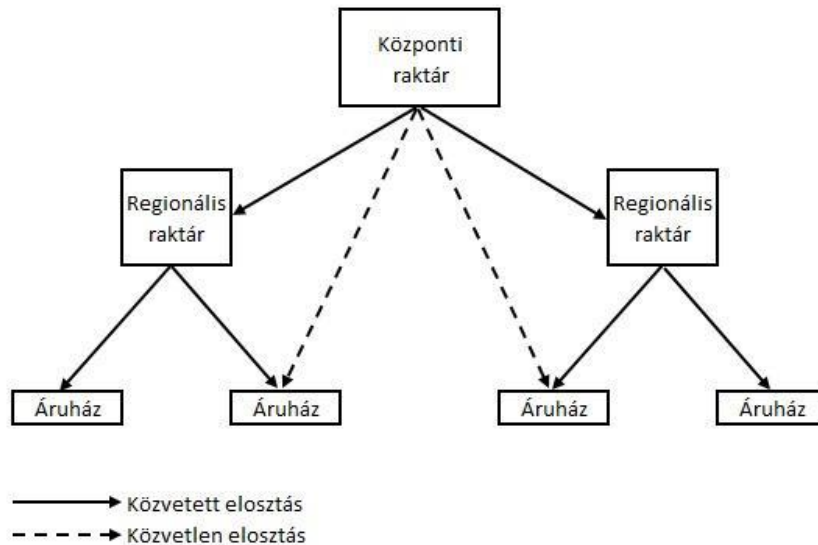 Központi
raktár
Regionális
raktár
Regionális
raktár
Áruház
Áruház
Áruház
Áruház
Közvetett elosztás
Közvetlen elosztás